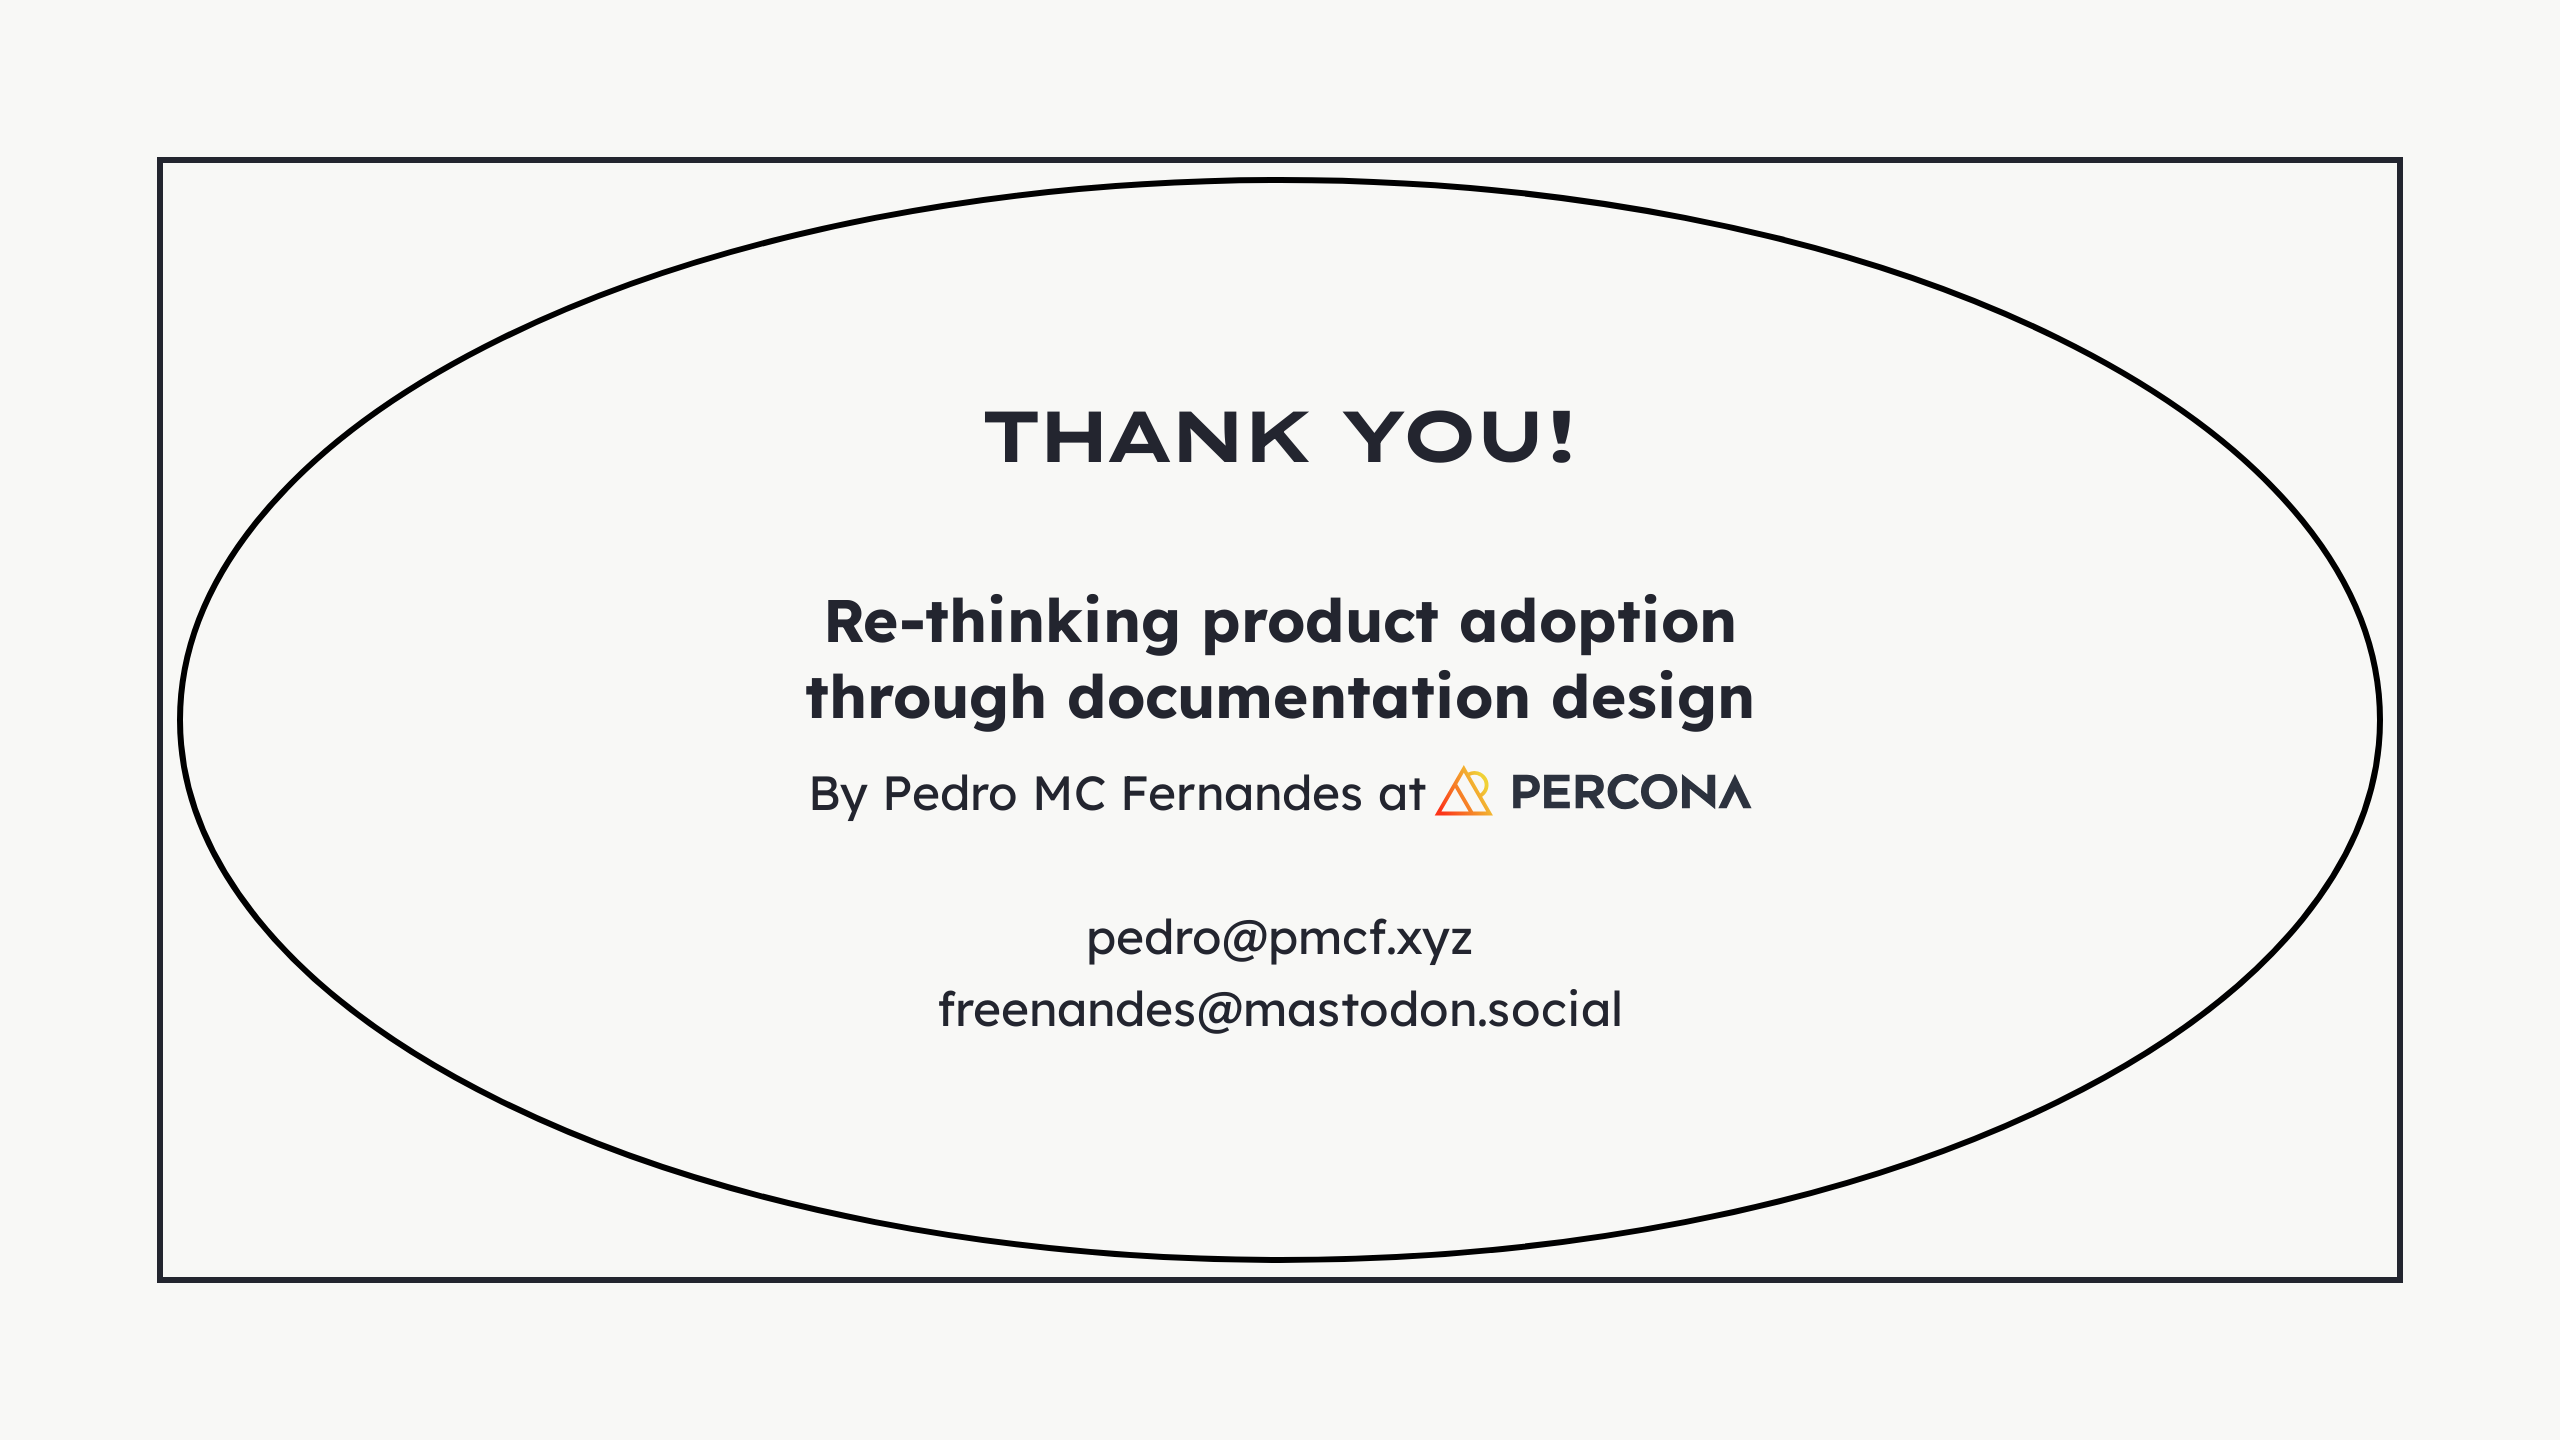 THANK YOU!
Re-thinking product adoption
through documentation design
By Pedro MC Fernandes at PERCONA
pedro@pmcf.xyz
freenandes@mastodon.social